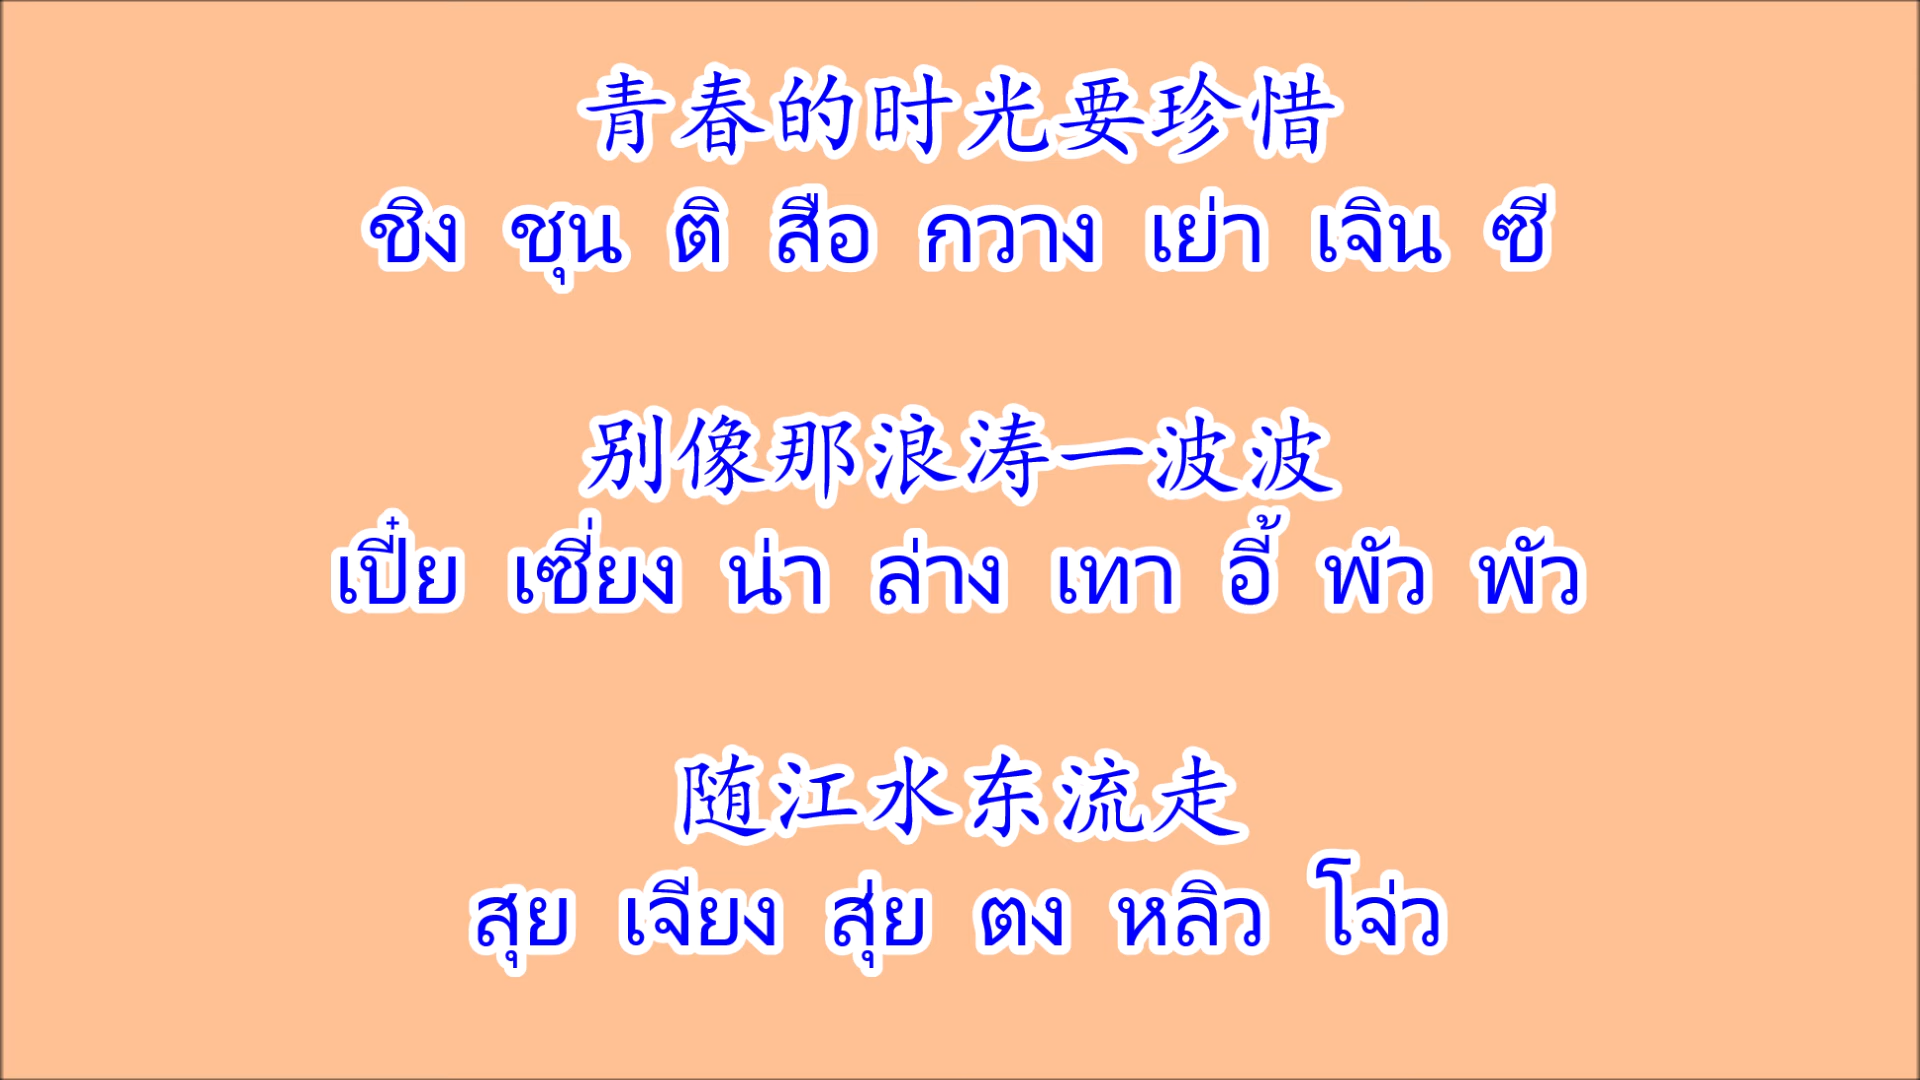 青春的时光要珍惜
ชิง ชุน ติ สือ กวาง เย่า เจิน ซี
别像那浪涛一波波
เปี๋ย เซี่ยง น่า ล่าง เทา อี้ พัว พัว
随江水东流走
สุย เจียง สุ่ย ตง หลิว โจ่ว